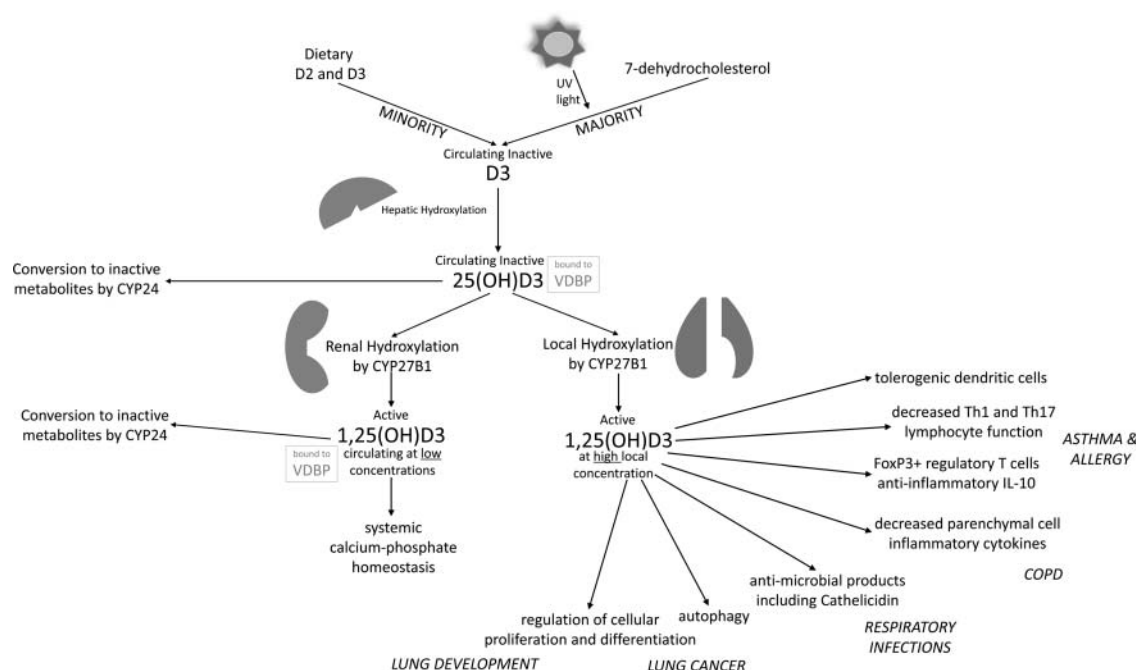 Dietary
D2 and D3
UV
light
7-dehydrocholesterol
MINORITY
MAJORITY
Circulating Inactive
D3
Hepatic Hydroxylation
Circulating Inactive
25(OH)D3
bound to
VDBP
Conversion to inactive
metabolites by CYP24
Renal Hydroxylation
by CYP27B1
Local Hydroxylation
by CYP27B1
Conversion to inactive
metabolites by CYP24
Active
1,25(OH)D3
bound to
VDBP
circulating at low
concentrations
systemic
calcium-phosphate
homeostasis
Active
1,25(OH)D3
at high local
concentration
tolerogenic dendritic cells
decreased Th1 and Th17
lymphocyte function
FoxP3+ regulatory T cells
anti-inflammatory IL-10
ASTHMA &
ALLERGY
decreased parenchymal cell
inflammatory cytokines
COPD
anti-microbial products
including Cathelicidin
RESPIRATORY
INFECTIONS
autophagy
LUNG CANCER
regulation of cellular
proliferation and differentiation
LUNG DEVELOPMENT